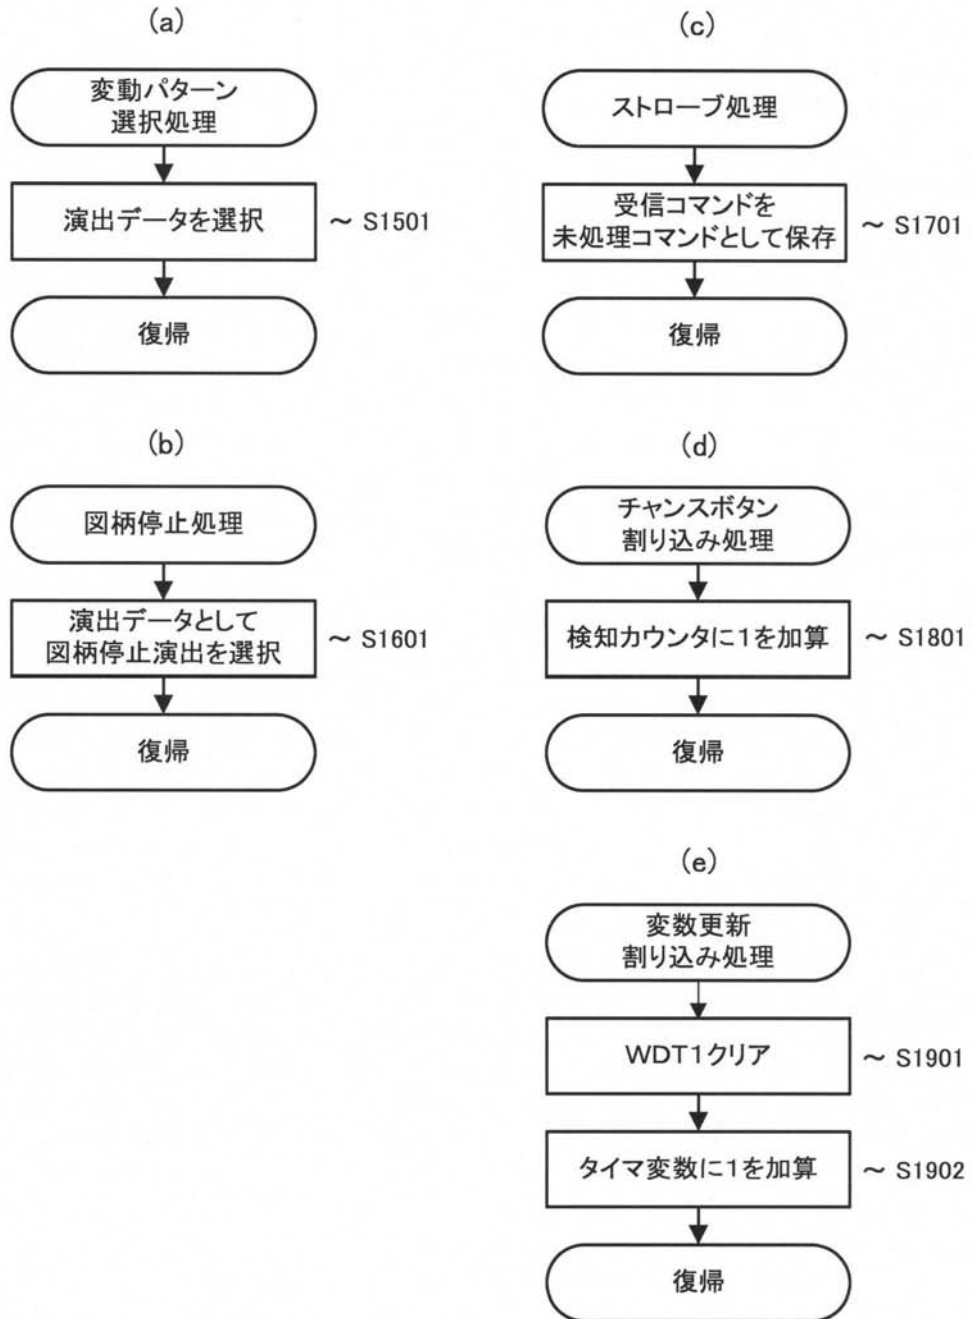 (a)
変動パターン
選択処理
演出データを選択
～ S1501
復帰
(b)
図柄停止処理
演出データとして
図柄停止演出を選択
～ S1601
復帰
(c)
ストローブ処理
受信コマンドを
未処理コマンドとして保存
～ S1701
復帰
(d)
チャンスボタン
割り込み処理
検知カウンタに１を加算
～ S1801
復帰
(e)
変数更新
割り込み処理
ＷＤＴ１クリア
～ S1901
タイマ変数に１を加算
～ S1902
復帰